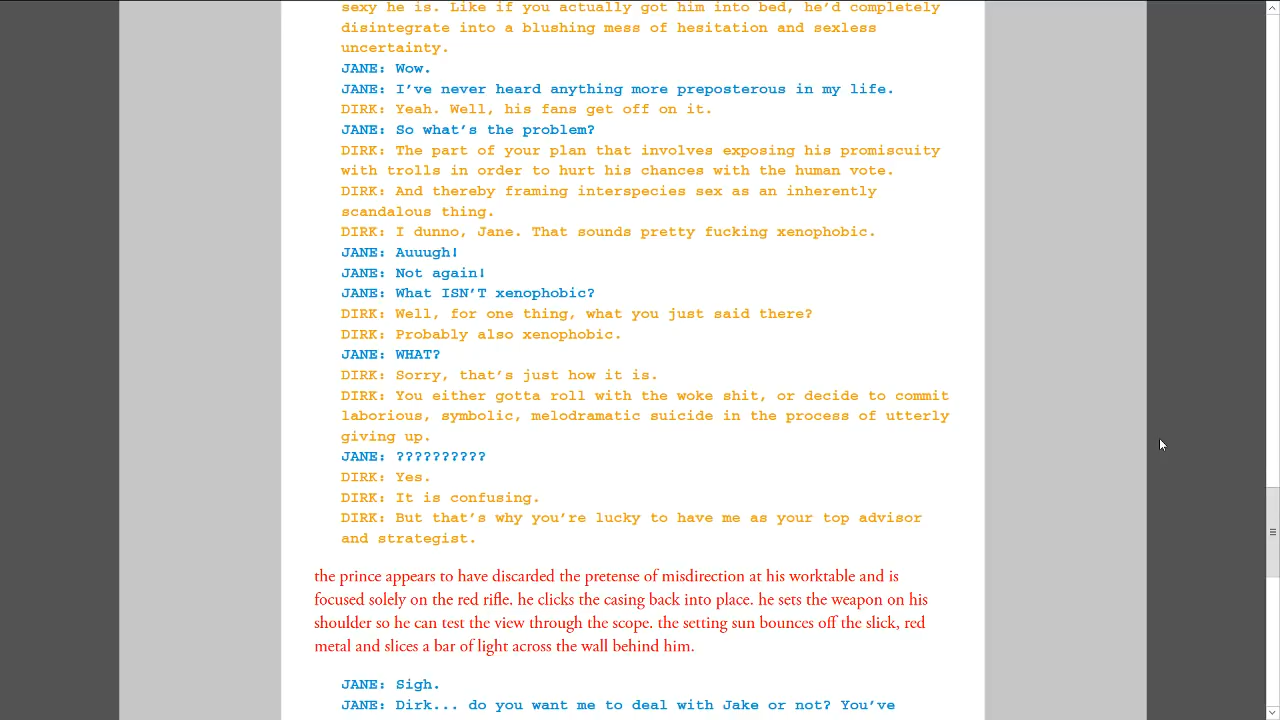 sexy he is. Like if you actually got him into bed, he’d completely
disintegrate into a blushing mess of hesitation and sexless
uncertainty.
JANE: Wow.
JANE: I’ve never heard anything more preposterous in my life.
DIRK: Yeah. Well, his fans get off on it.
JANE: So what’s the problem?
DIRK: The part of your plan that involves exposing his promiscuity
with trolls in order to hurt his chances with the human vote.
DIRK: And thereby framing interspecies sex as an inherently
scandalous thing.
DIRK: I dunno, Jane. That sounds pretty fucking xenophobic.
JANE: Auuugh!
JANE: Not again!
JANE: What ISN’T xenophobic?
DIRK: Well, for one thing, what you just said there?
DIRK: Probably also xenophobic.
JANE: WHAT?
DIRK: Sorry, that’s just how it is.
DIRK: You either gotta roll with the woke shit, or decide to commit
laborious, symbolic, melodramatic suicide in the process of utterly
giving up.
JANE: ??????????
DIRK: Yes.
DIRK: It is confusing.
DIRK: But that’s why you’re lucky to have me as your top advisor
and strategist.
the prince appears to have discarded the pretense of misdirection at his worktable and is
focused solely on the red rifle. he clicks the casing back into place. he sets the weapon on his
shoulder so he can test the view through the scope. the setting sun bounces off the slick, red
metal and slices a bar of light across the wall behind him.
JANE: Sigh.
JANE: Dirk... do you want me to deal with Jake or not? You’ve